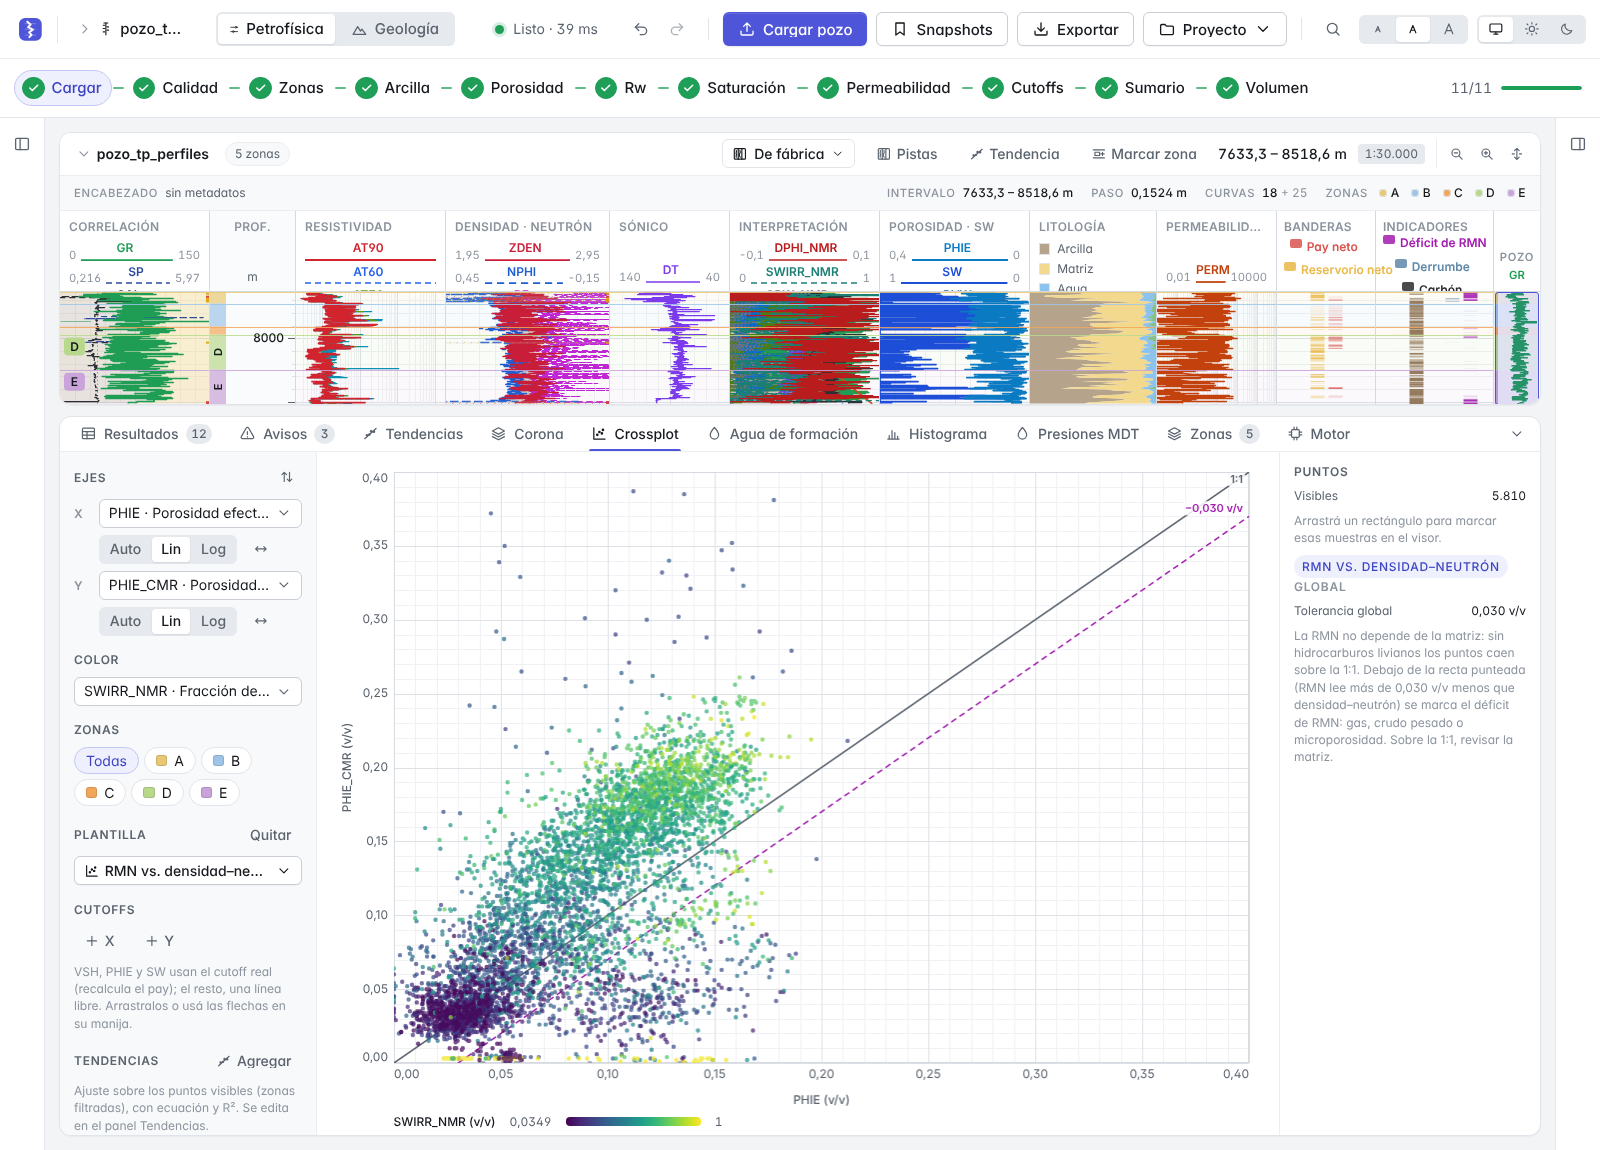 pozo_t...
Petrofísica
Geología
Listo · 39 ms
Cargar pozo
Snapshots
Exportar
Proyecto
A
A
A
Cargar
Calidad
Zonas
Arcilla
Porosidad
Rw
Saturación
Permeabilidad
Cutoffs
Sumario
Volumen
11/11
pozo_tp_perfiles
5 zonas
De fábrica
Pistas
Tendencia
Marcar zona
7633,3 – 8518,6 m
1:30.000
ENCABEZADO sin metadatos
INTERVALO 7633,3 – 8518,6 m
PASO 0,1524 m
CURVAS 18 + 25
ZONAS A B C D E
CORRELACIÓN
0 GR 150
0,216 SP 5,97
PROF.
m
RESISTIVIDAD
AT90
AT60
DENSIDAD · NEUTRÓN
1,95 ZDEN 2,95
0,45 NPHI -0,15
SÓNICO
140 DT 40
INTERPRETACIÓN
-0,1 DPHI_NMR 0,1
0 SWIRR_NMR 1
POROSIDAD · SW
0,4 PHIE 0
1 SW 0
LITOLOGÍA
Arcilla
Matriz
Agua
PERMEABILID...
0,01 PERM 10000
BANDERAS
Pay neto
Reservorio neto
INDICADORES
Déficit de RMN
Derrumbe
Carbón
POZO
GR
D
E
D
E
8000
Resultados 12
Avisos 3
Tendencias
Corona
Crossplot
Agua de formación
Histograma
Presiones MDT
Zonas 5
Motor
EJES
X PHIE · Porosidad efect...
Auto Lin Log
Y PHIE_CMR · Porosidad...
Auto Lin Log
COLOR
SWIRR_NMR · Fracción de...
ZONAS
Todas A B
C D E
PLANTILLA Quitar
RMN vs. densidad–ne...
CUTOFFS
+ X + Y
VSH, PHIE y SW usan el cutoff real
(recalcula el pay); el resto, una línea
libre. Arrastralos o usá las flechas en
su manija.
TENDENCIAS Agregar
Ajuste sobre los puntos visibles (zonas
filtradas), con ecuación y R². Se edita
en el panel Tendencias.
0,40
0,35
0,30
0,25
0,20
0,15
0,10
0,05
0,00
PHIE_CMR (v/v)
1:1
−0,030 v/v
0,00 0,05 0,10 0,15 0,20 0,25 0,30 0,35 0,40
PHIE (v/v)
SWIRR_NMR (v/v) 0,0349 1
PUNTOS
Visibles 5.810
Arrastrá un rectángulo para marcar
esas muestras en el visor.
RMN VS. DENSIDAD–NEUTRÓN
GLOBAL
Tolerancia global 0,030 v/v
La RMN no depende de la matriz: sin
hidrocarburos livianos los puntos caen
sobre la 1:1. Debajo de la recta punteada
(RMN lee más de 0,030 v/v menos que
densidad–neutrón) se marca el déficit
de RMN: gas, crudo pesado o
microporosidad. Sobre la 1:1, revisar la
matriz.